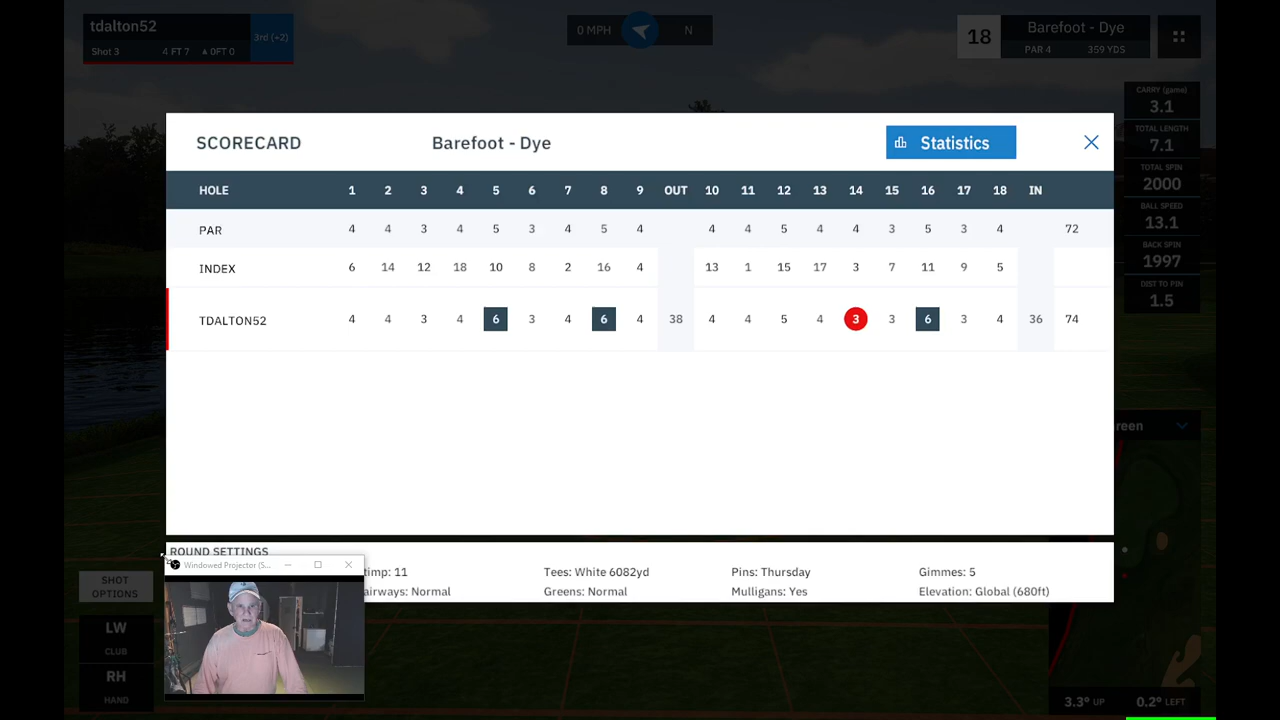 tdalton52
3rd (+2)
Shot 3 4 FT 7 ▲0FT 0
0 MPH N
18 Barefoot - Dye
PAR 4 359 YDS
CARRY (game)
3.1
TOTAL LENGTH
7.1
TOTAL SPIN
2000
BALL SPEED
13.1
BACK SPIN
1997
DIST TO PIN
1.5
SCORECARD Barefoot - Dye Statistics
HOLE 1 2 3 4 5 6 7 8 9 OUT 10 11 12 13 14 15 16 17 18 IN
PAR 4 4 3 4 5 3 4 5 4 4 4 5 4 4 3 5 3 4 72
INDEX 6 14 12 18 10 8 2 16 4 13 1 15 17 3 7 11 9 5
TDALTON52 4 4 3 4 6 3 4 6 4 38 4 4 5 4 3 3 6 3 4 36 74
reen
ROUND SETTINGS
Windowed Projector (S...
timp: 11 Tees: White 6082yd Pins: Thursday Gimmes: 5
airways: Normal Greens: Normal Mulligans: Yes Elevation: Global (680ft)
SHOT
OPTIONS
LW
CLUB
RH
HAND
3.3° UP 0.2° LEFT